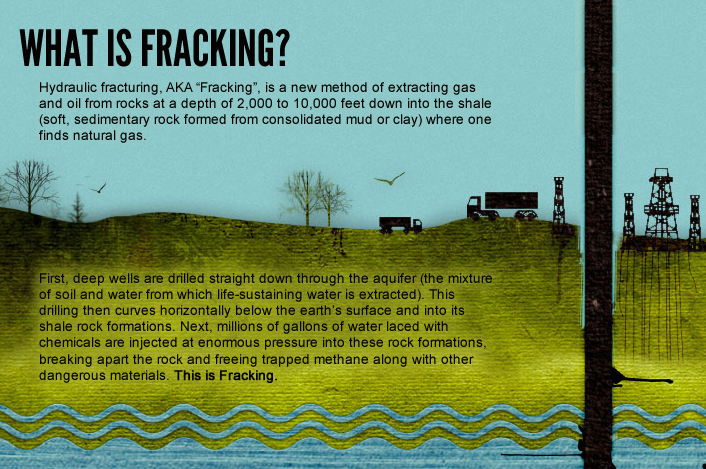 WHAT IS FRACKING?
Hydraulic fracturing, AKA “Fracking”, is a new method of extracting gas
and oil from rocks at a depth of 2,000 to 10,000 feet down into the shale
(soft, sedimentary rock formed from consolidated mud or clay) where one
finds natural gas.
First, deep wells are drilled straight down through the aquifer (the mixture
of soil and water from which life-sustaining water is extracted). This
drilling then curves horizontally below the earth’s surface and into its
shale rock formations. Next, millions of gallons of water laced with
chemicals are injected at enormous pressure into these rock formations,
breaking apart the rock and freeing trapped methane along with other
dangerous materials. This is Fracking.